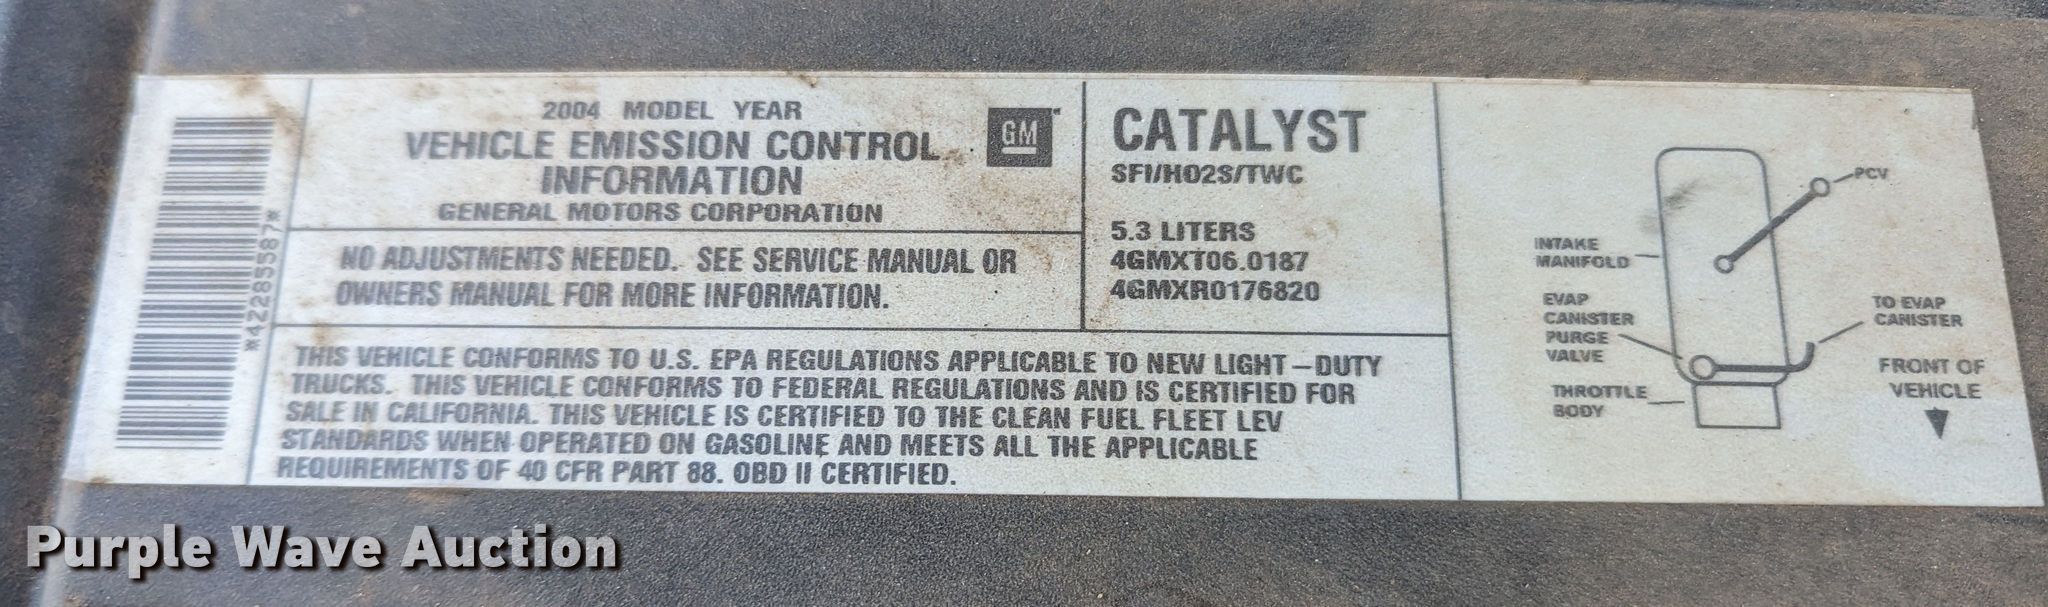 *42285587*
2004 MODEL YEAR
VEHICLE EMISSION CONTROL
INFORMATION
GENERAL MOTORS CORPORATION
GM
NO ADJUSTMENTS NEEDED. SEE SERVICE MANUAL OR
OWNERS MANUAL FOR MORE INFORMATION.
CATALYST
SFI/HO2S/TWC
5.3 LITERS
4GMXT06.0187
4GMXR0176820
THIS VEHICLE CONFORMS TO U.S. EPA REGULATIONS APPLICABLE TO NEW LIGHT-DUTY
TRUCKS. THIS VEHICLE CONFORMS TO FEDERAL REGULATIONS AND IS CERTIFIED FOR
SALE IN CALIFORNIA. THIS VEHICLE IS CERTIFIED TO THE CLEAN FUEL FLEET LEV
STANDARDS WHEN OPERATED ON GASOLINE AND MEETS ALL THE APPLICABLE
REQUIREMENTS OF 40 CFR PART 88. OBD II CERTIFIED.
PCV
INTAKE
MANIFOLD
EVAP
CANISTER
PURGE
VALVE
THROTTLE
BODY
TO EVAP
CANISTER
FRONT OF
VEHICLE
Purple Wave Auction